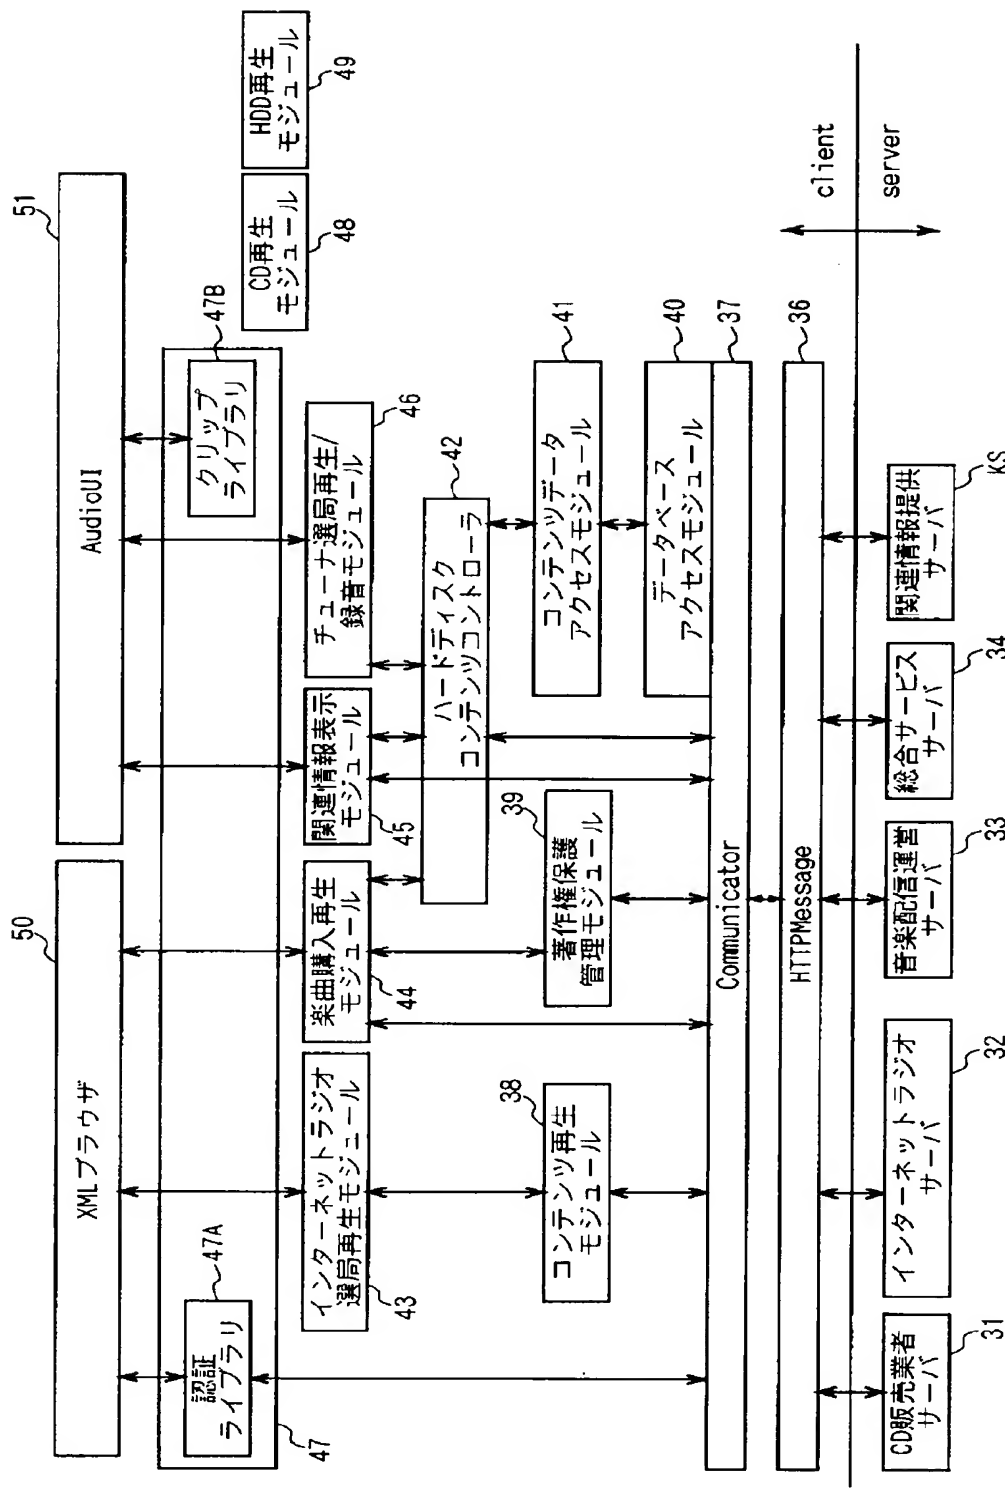 50
XMLブラウザ
51
AudioUI
47A
認証
ライブラリ
47
47B
クリップ
ライブラリ
CD再生
モジュール
48
HDD再生
モジュール
49
インターネットラジオ
選局再生モジュール
43
楽曲購入再生
モジュール
44
関連情報表示
モジュール
45
チューナ選局再生/
録音モジュール
46
ハードディスク
コンテンツコントローラ
42
コンテンツ再生
モジュール
38
著作権保護
管理モジュール
39
コンテンツデータ
アクセスモジュール
41
データベース
アクセスモジュール
40
Communicator
37
HTTPMessage
36
client
server
CD販売業者
サーバ
31
インターネットラジオ
サーバ
32
音楽配信運営
サーバ
33
総合サービス
サーバ
34
関連情報提供
サーバ
KS